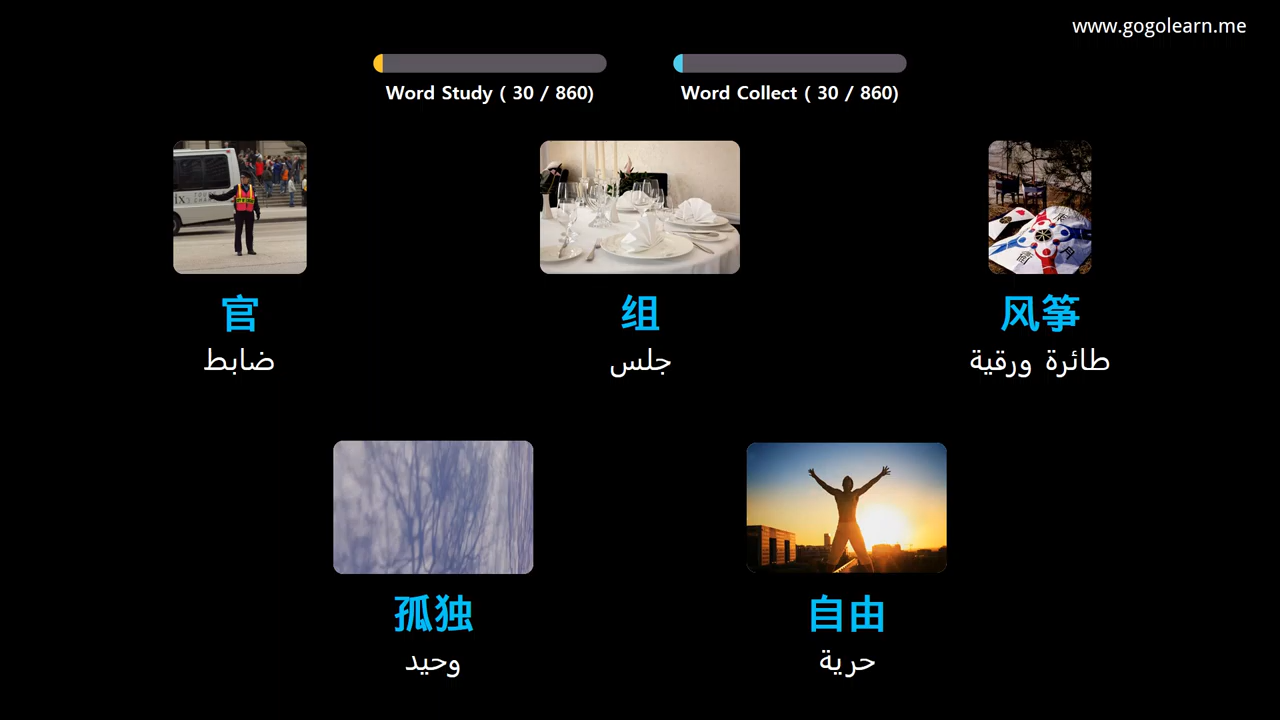 www.gogolearn.me
Word Study ( 30 / 860)
Word Collect ( 30 / 860)
官
ضابط
组
جلس
风筝
طائرة ورقية
孤独
وحيد
自由
حرية